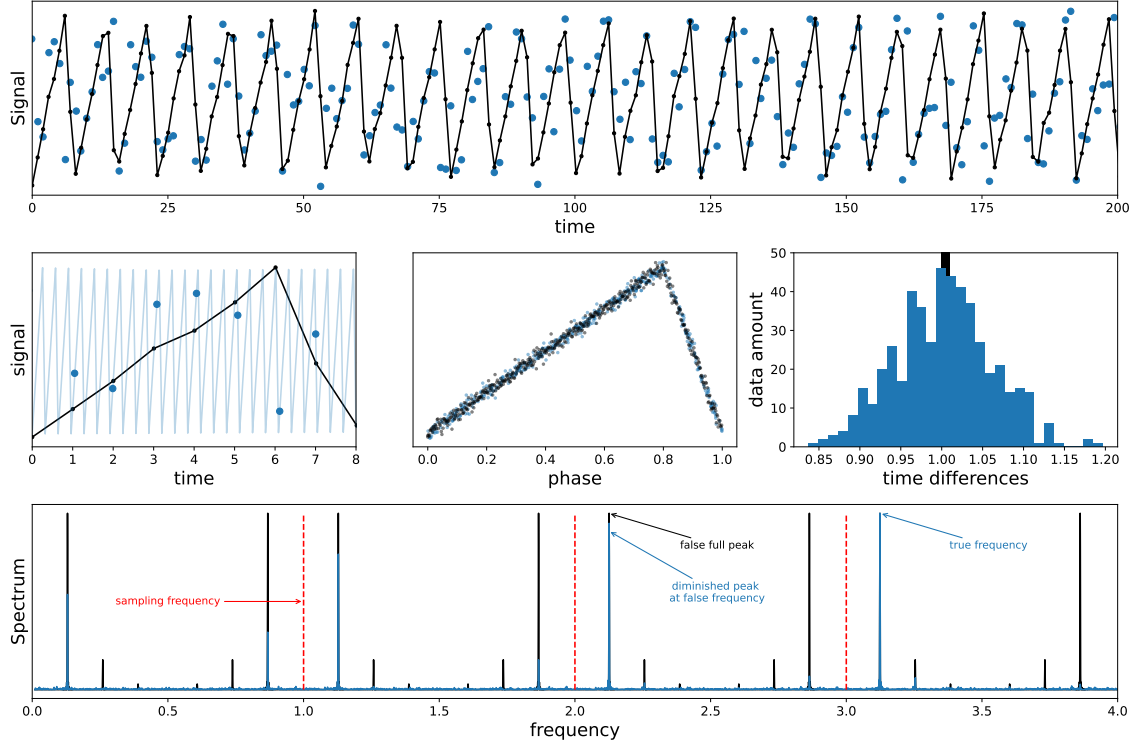 Signal
0 25 50 75 100 125 150 175 200
time
signal
0 1 2 3 4 5 6 7 8
time
0.0 0.2 0.4 0.6 0.8 1.0
phase
data amount
50
40
30
20
10
0
0.85 0.90 0.95 1.00 1.05 1.10 1.15 1.20
time differences
Spectrum
false full peak
true frequency
diminished peak
at false frequency
sampling frequency
0.0 0.5 1.0 1.5 2.0 2.5 3.0 3.5 4.0
frequency